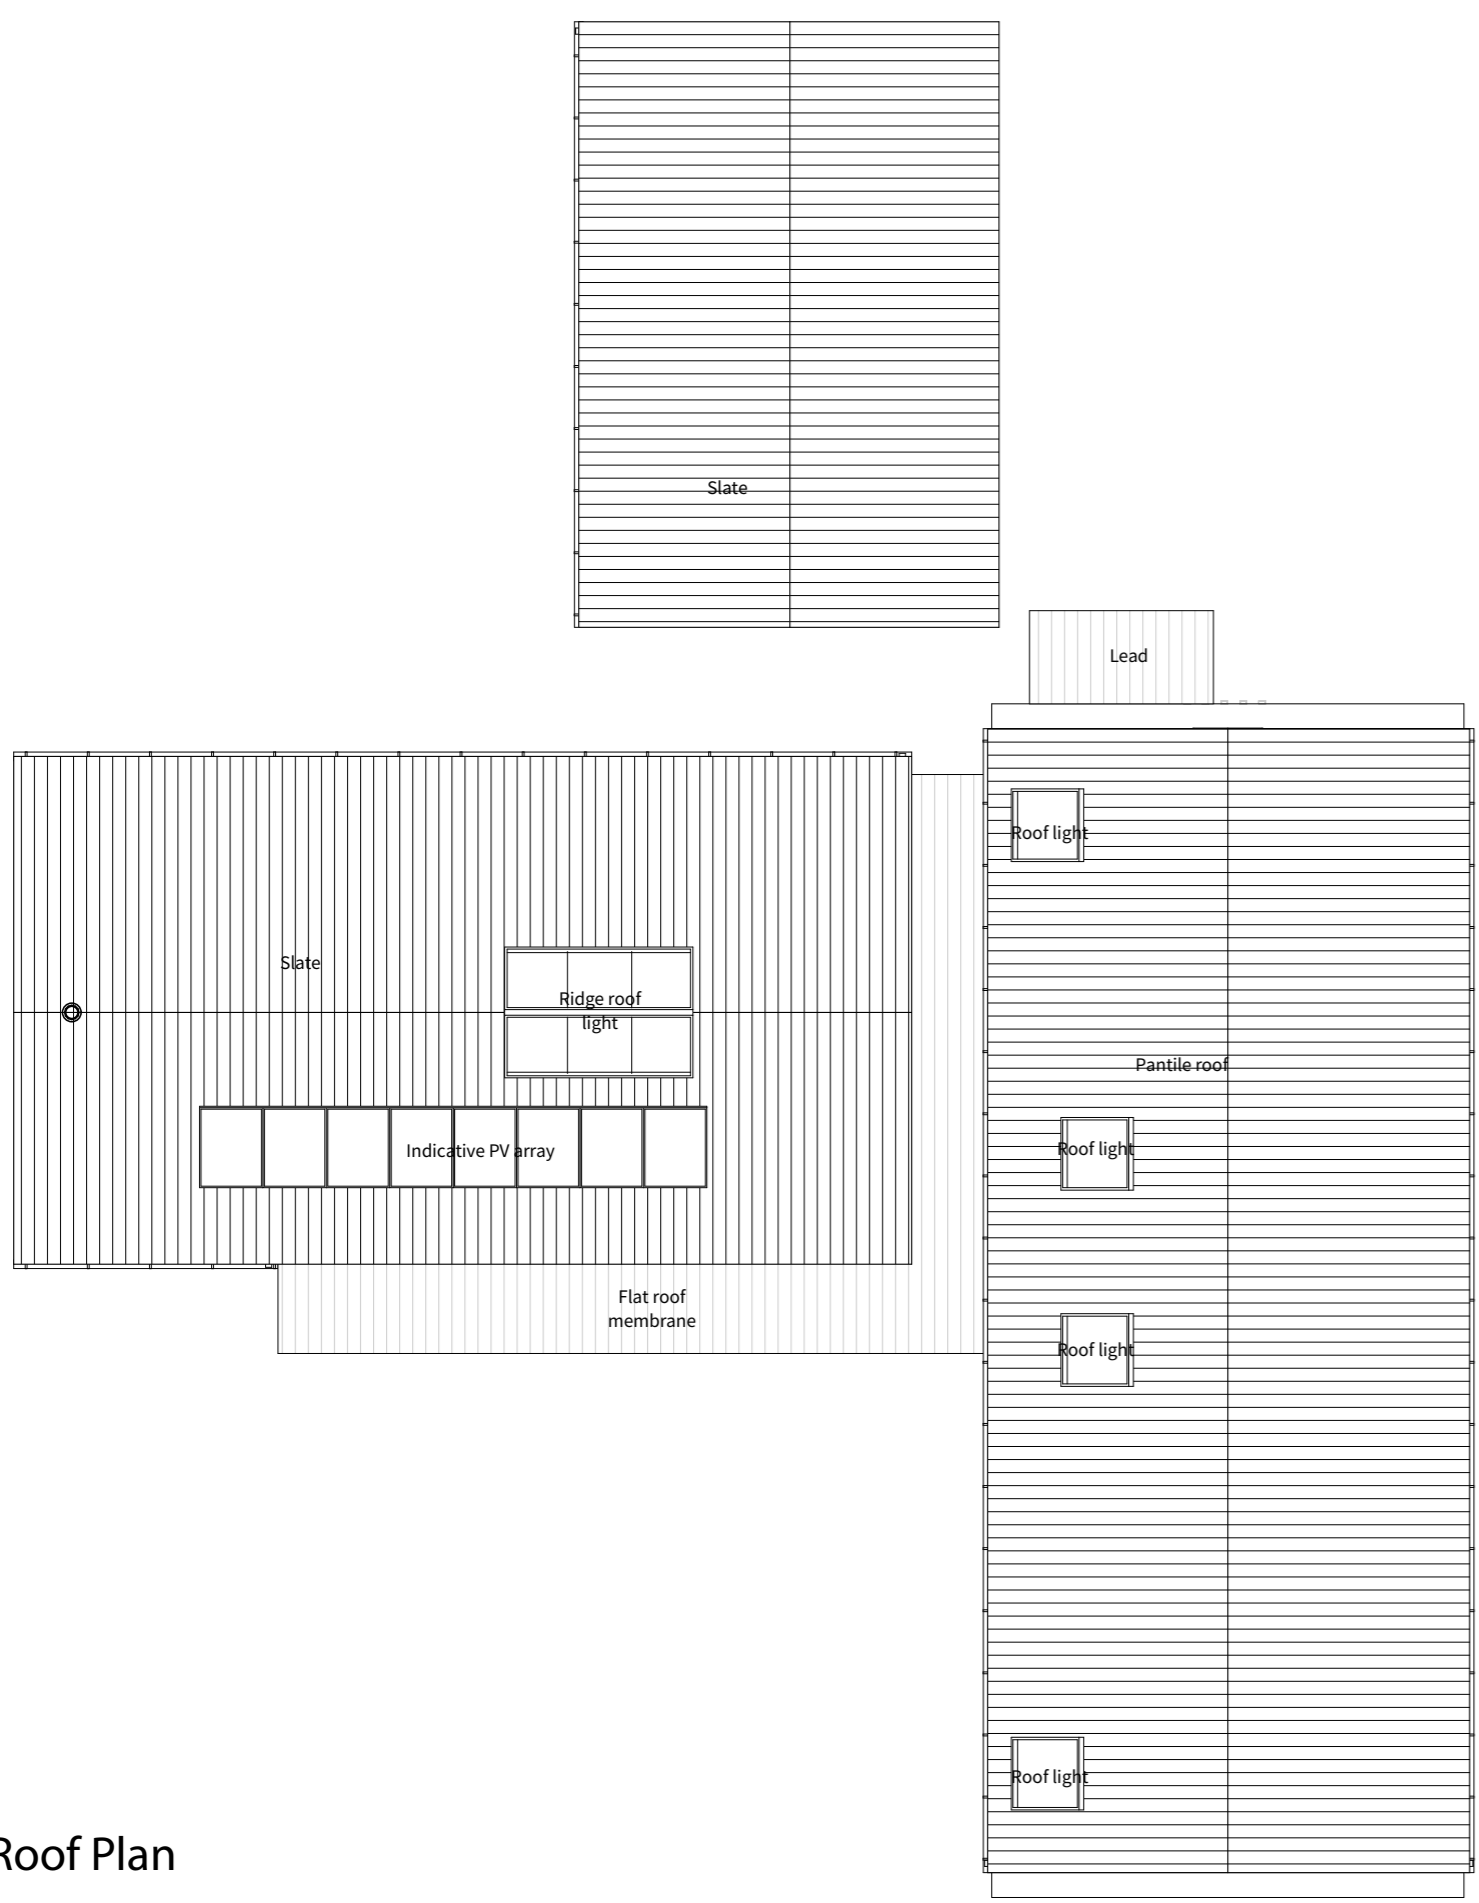 Slate
Lead
Roof light
Slate
Ridge roof
light
Pantile roof
Indicative PV array
Roof light
Flat roof
membrane
Roof light
Roof light
Roof Plan